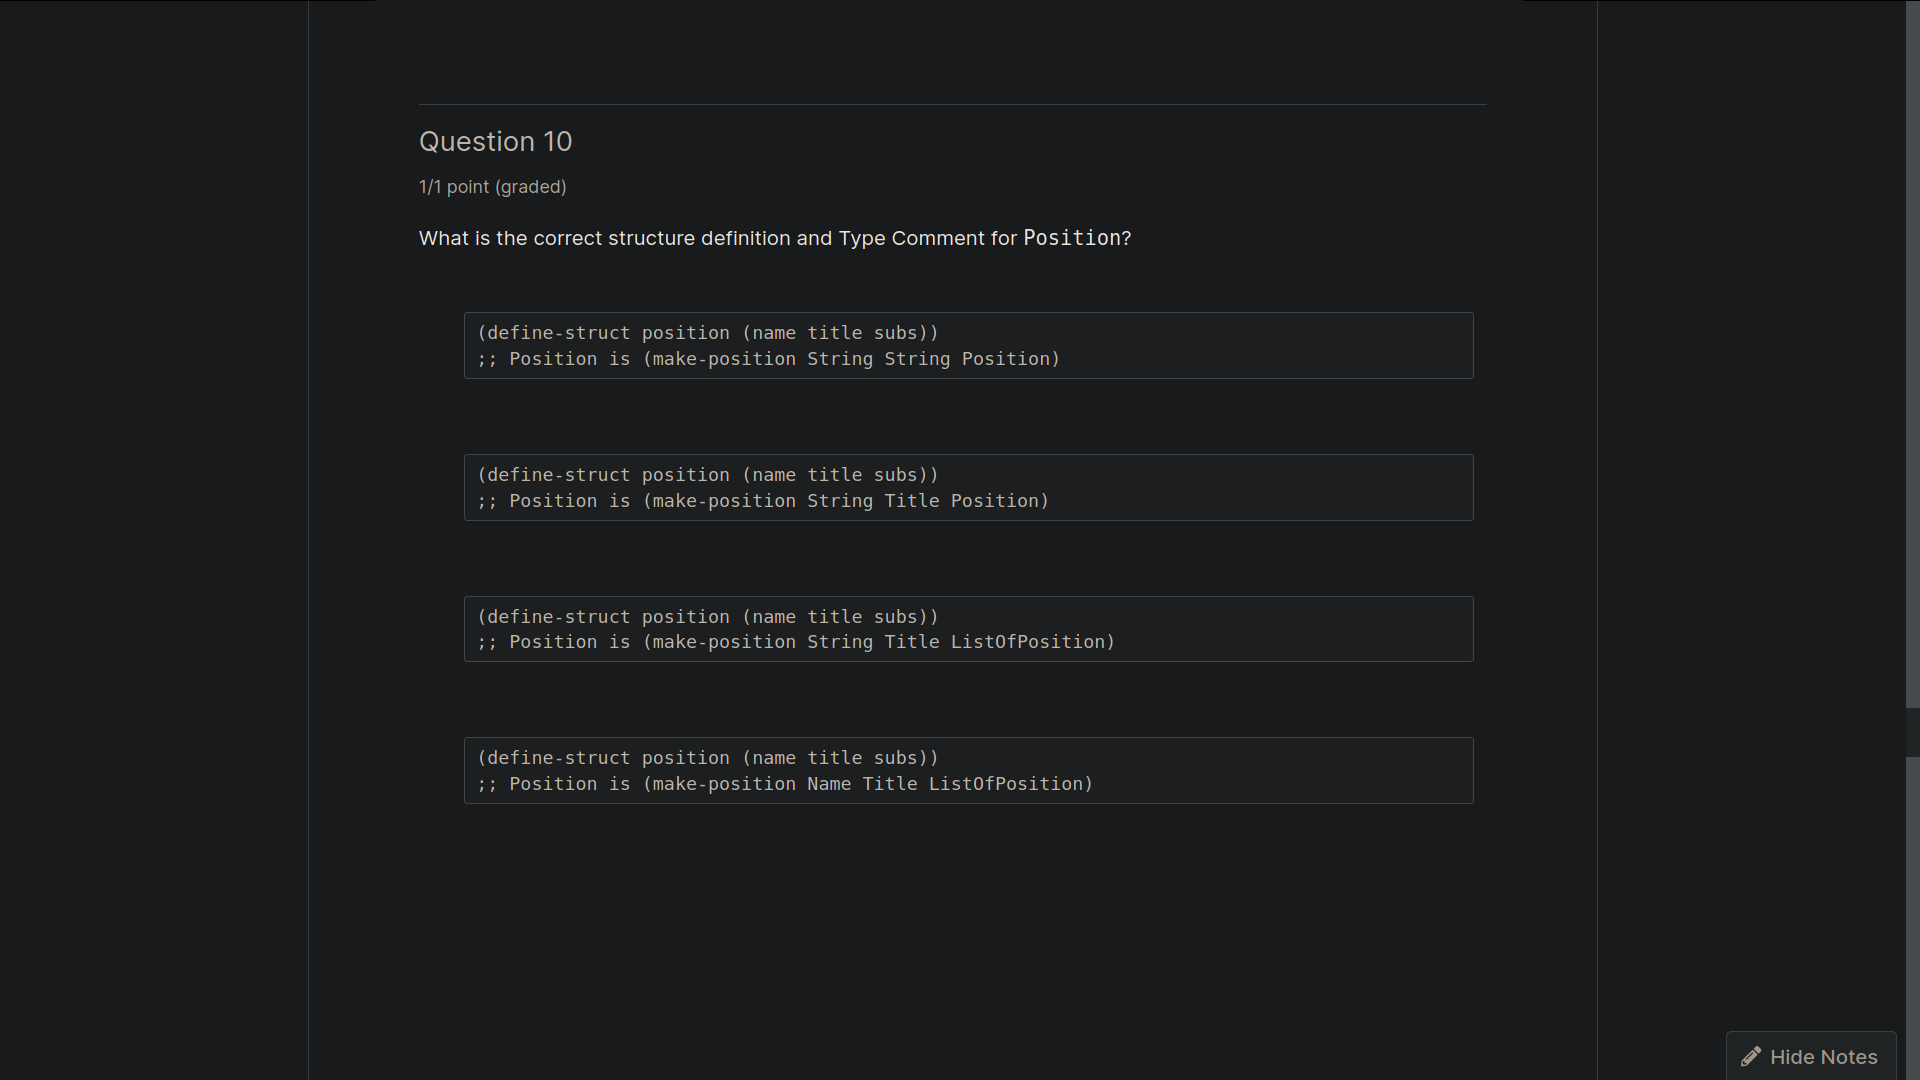 Question 10
1/1 point (graded)
What is the correct structure definition and Type Comment for Position?
(define-struct position (name title subs))
;; Position is (make-position String String Position)
(define-struct position (name title subs))
;; Position is (make-position String Title Position)
(define-struct position (name title subs))
;; Position is (make-position String Title ListOfPosition)
(define-struct position (name title subs))
;; Position is (make-position Name Title ListOfPosition)
Hide Notes